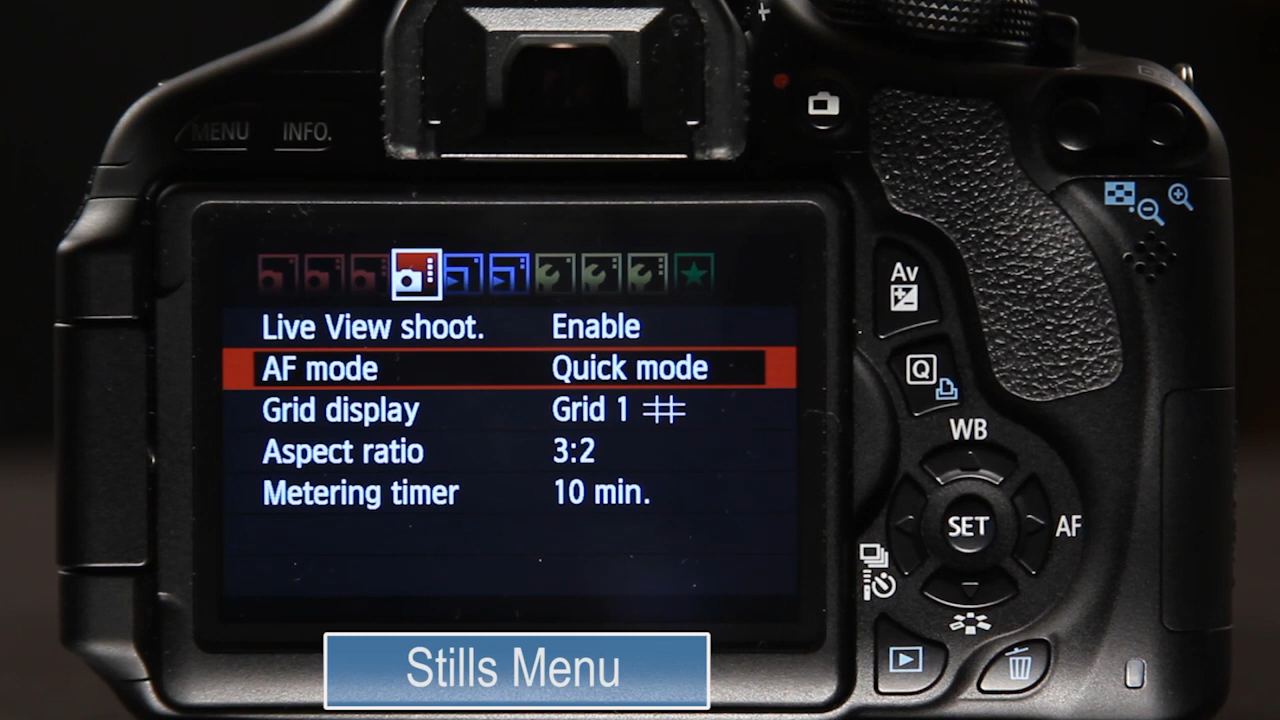 MENU INFO.
Live View shoot. Enable
AF mode Quick mode
Grid display Grid 1
Aspect ratio 3:2
Metering timer 10 min.
Av
Q
WB
SET
AF
Stills Menu